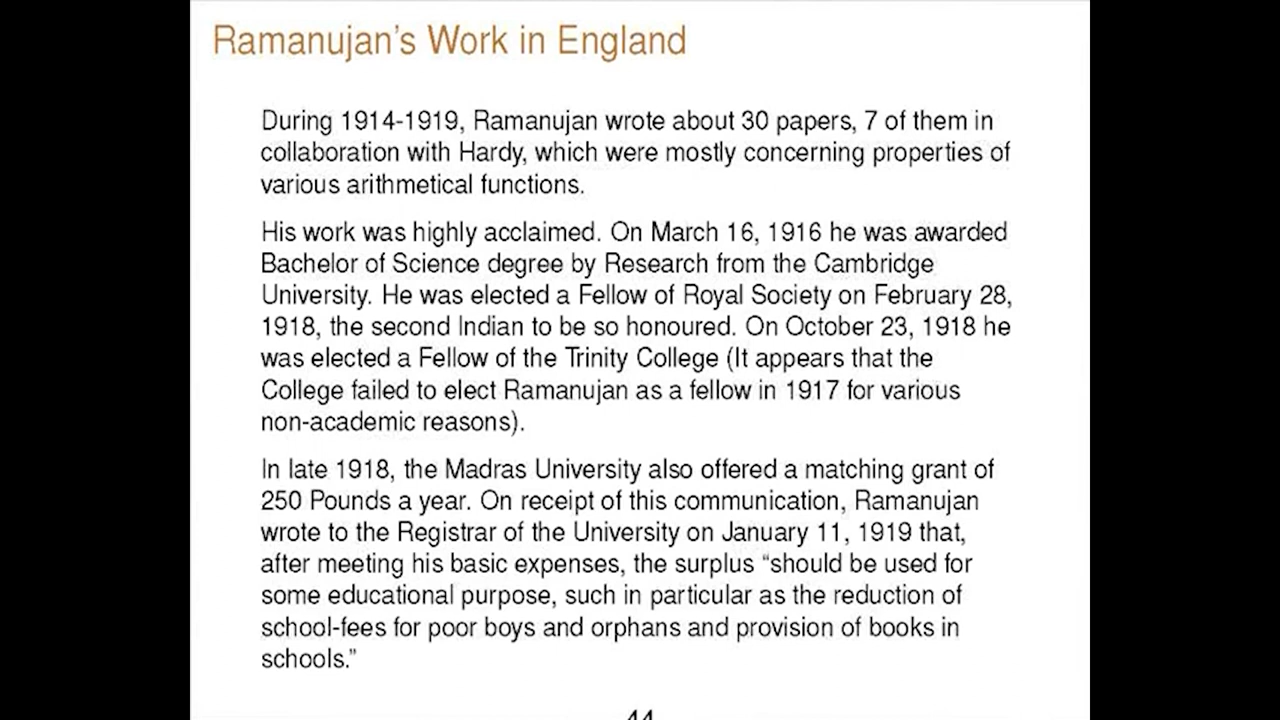 Ramanujan's Work in England
During 1914-1919, Ramanujan wrote about 30 papers, 7 of them in
collaboration with Hardy, which were mostly concerning properties of
various arithmetical functions.
His work was highly acclaimed. On March 16, 1916 he was awarded
Bachelor of Science degree by Research from the Cambridge
University. He was elected a Fellow of Royal Society on February 28,
1918, the second Indian to be so honoured. On October 23, 1918 he
was elected a Fellow of the Trinity College (It appears that the
College failed to elect Ramanujan as a fellow in 1917 for various
non-academic reasons).
In late 1918, the Madras University also offered a matching grant of
250 Pounds a year. On receipt of this communication, Ramanujan
wrote to the Registrar of the University on January 11, 1919 that,
after meeting his basic expenses, the surplus “should be used for
some educational purpose, such in particular as the reduction of
school-fees for poor boys and orphans and provision of books in
schools.”
44